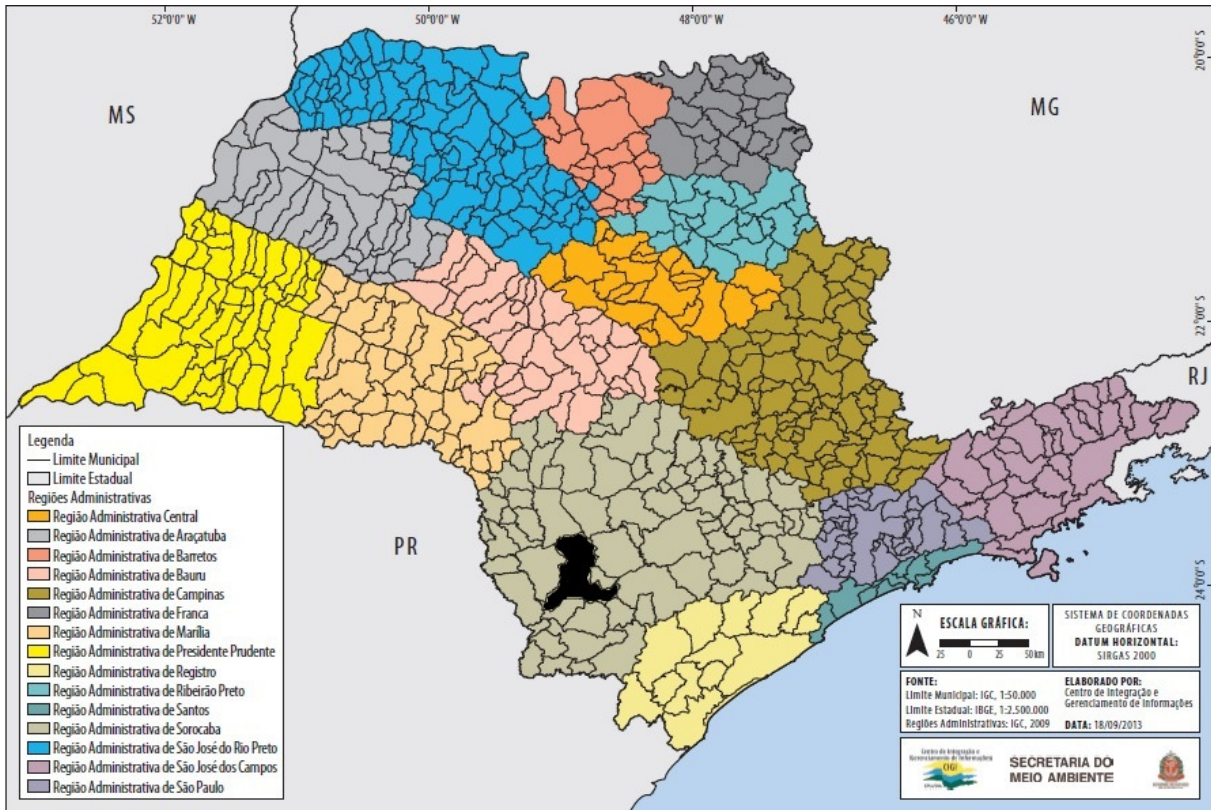 52°0'0" W
50°0'0" W
48°0'0" W
46°0'0" W
20°0'0" S
22°0'0" S
24°0'0" S
MS
MG
RJ
PR
Legenda
Limite Municipal
Limite Estadual
Regiões Administrativas
Região Administrativa Central
Região Administrativa de Araçatuba
Região Administrativa de Barretos
Região Administrativa de Bauru
Região Administrativa de Campinas
Região Administrativa de Franca
Região Administrativa de Marília
Região Administrativa de Presidente Prudente
Região Administrativa de Registro
Região Administrativa de Ribeirão Preto
Região Administrativa de Santos
Região Administrativa de Sorocaba
Região Administrativa de São José do Rio Preto
Região Administrativa de São José dos Campos
Região Administrativa de São Paulo
N
ESCALA GRÁFICA:
25 0 25 50 km
SISTEMA DE COORDENADAS
GEOGRÁFICAS
DATUM HORIZONTAL:
SIRGAS 2000
FONTE:
Limite Municipal: IGC, 1:50.000
Limite Estadual: IBGE, 1:2.500.000
Regiões Administrativas: IGC, 2009
ELABORADO POR:
Centro de Integração e
Gerenciamento de Informações
DATA: 18/09/2013
Centro de Integração e
Gerenciamento de Informações
CIGI
SECRETARIA DO
MEIO AMBIENTE